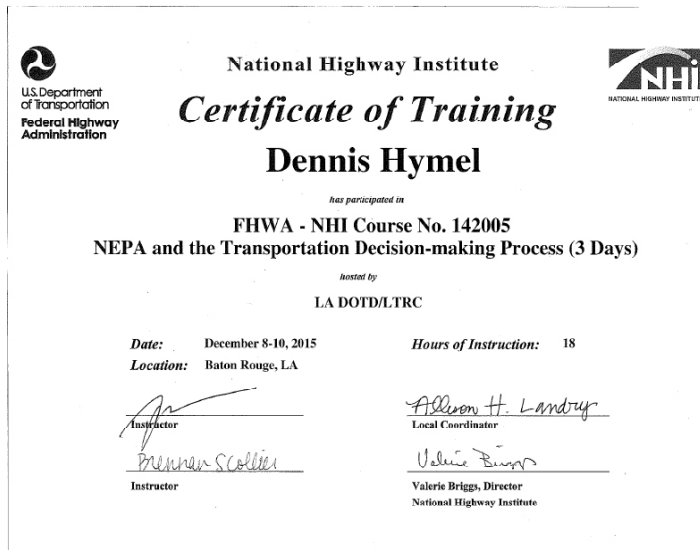 U.S. Department
of Transportation
Federal Highway
Administration
National Highway Institute
NHI
NATIONAL HIGHWAY INSTITUTE
Certificate of Training
Dennis Hymel
has participated in
FHWA - NHI Course No. 142005
NEPA and the Transportation Decision-making Process (3 Days)
hosted by
LA DOTD/LTRC
Date: December 8-10, 2015
Hours of Instruction: 18
Location: Baton Rouge, LA
Instructor
Allison H. Landry
Local Coordinator
Brennan S Collier
Instructor
Valerie Briggs
Valerie Briggs, Director
National Highway Institute